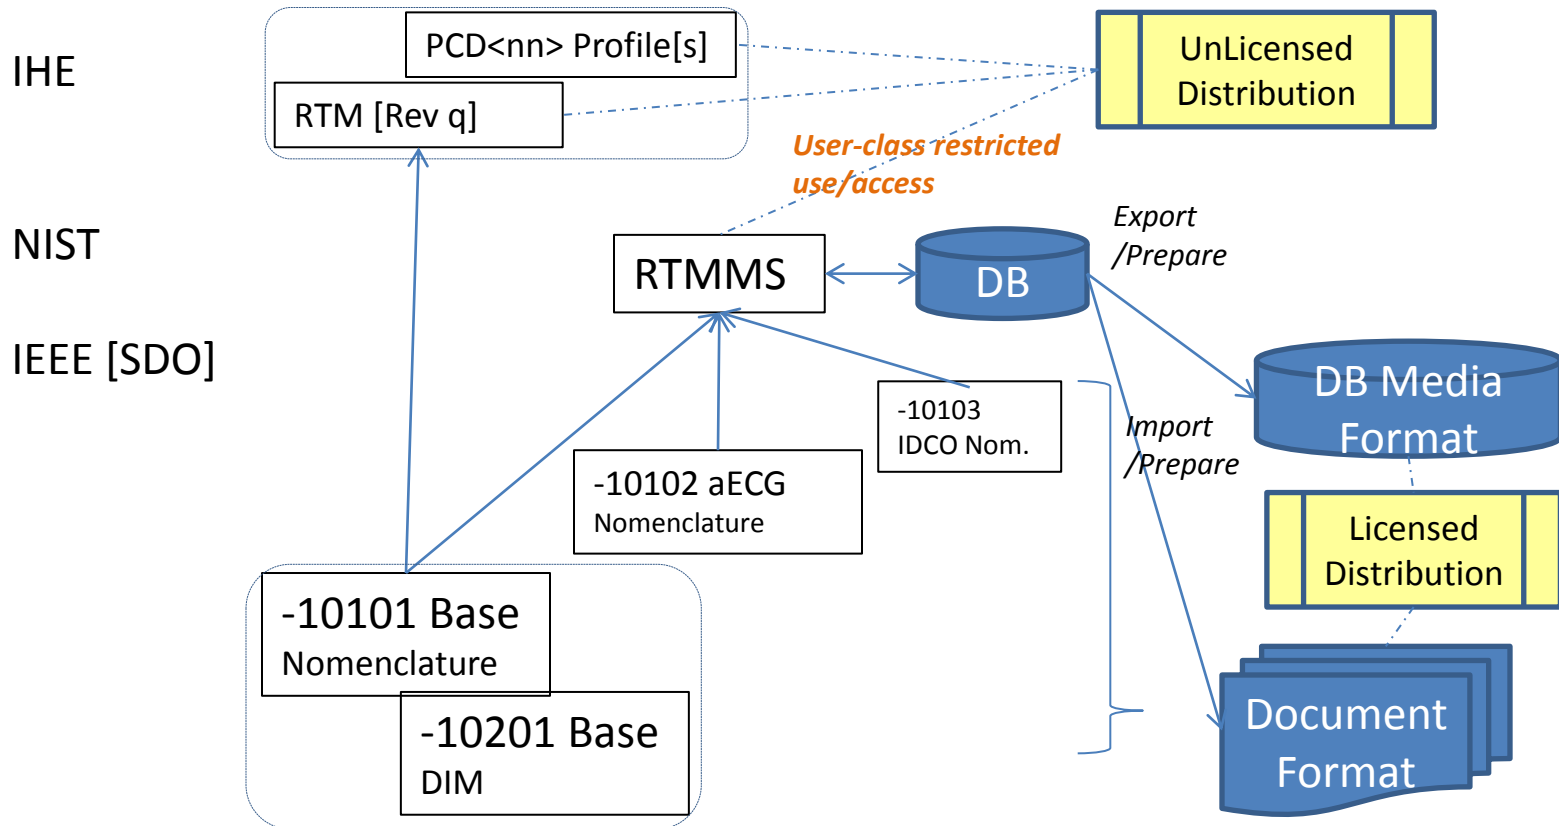 IHE
PCD<nn> Profile[s]
RTM [Rev q]
UnLicensed
Distribution
User-class restricted
use/access
NIST
RTMMS
DB
Export
/Prepare
IEEE [SDO]
DB Media
Format
-10103
IDCO Nom.
Import
/Prepare
-10102 aECG
Nomenclature
Licensed
Distribution
-10101 Base
Nomenclature
-10201 Base
DIM
Document
Format